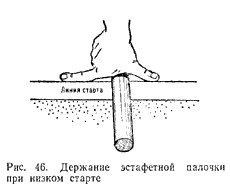 Линия старта
Рис. 46. Держание эстафетной палочки
при низком старте